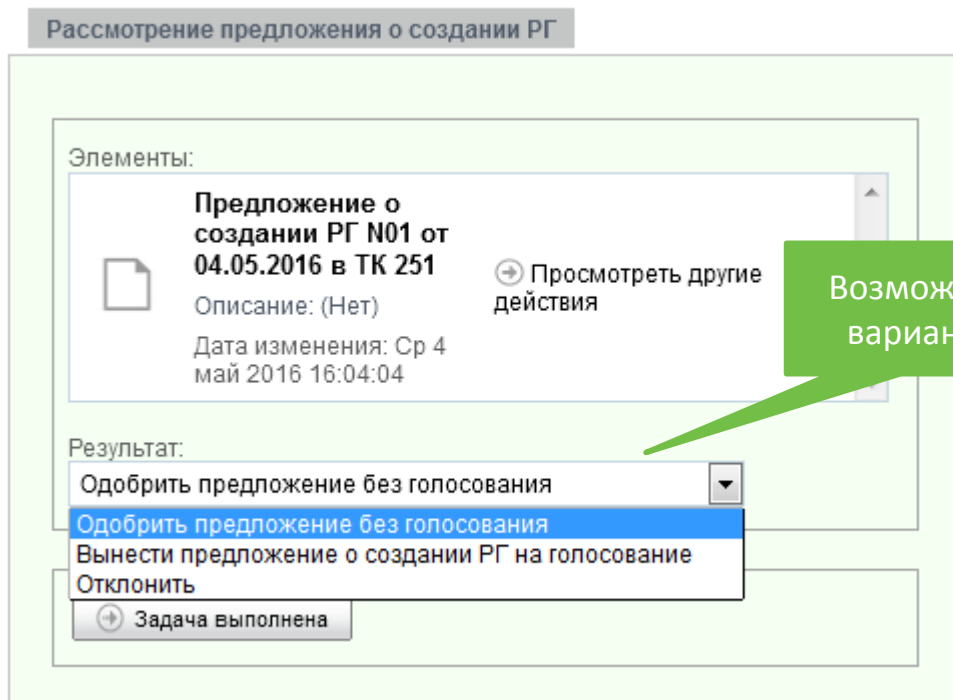 Рассмотрение предложения о создании РГ
Элементы:
Предложение о
создании РГ N01 от
04.05.2016 в ТК 251
Описание: (Нет)
Дата изменения: Ср 4
май 2016 16:04:04
Просмотреть другие
действия
Результат:
Одобрить предложение без голосования
Одобрить предложение без голосования
Вынести предложение о создании РГ на голосование
Отклонить
Задача выполнена